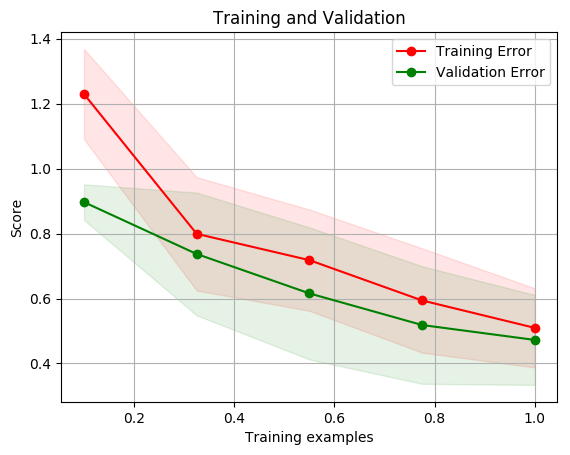 Training and Validation
Training Error
Validation Error
Score
1.4
1.2
1.0
0.8
0.6
0.4
0.2
0.4
0.6
0.8
1.0
Training examples